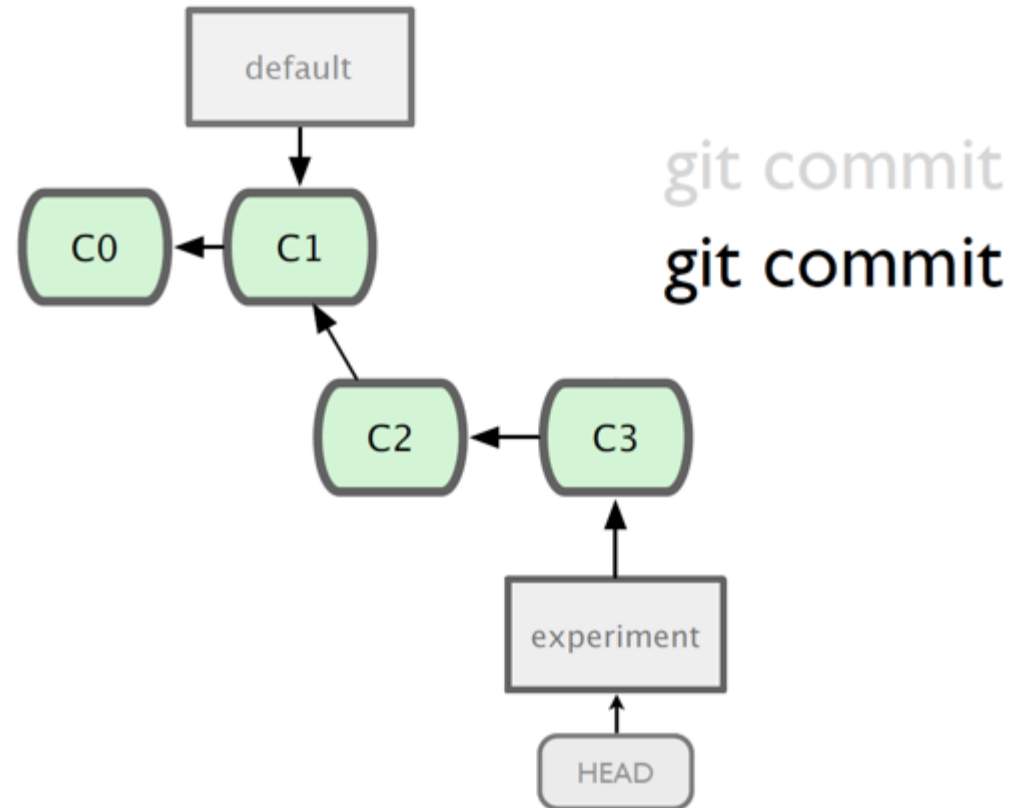 default
git commit
C0
C1
git commit
C2
C3
experiment
HEAD